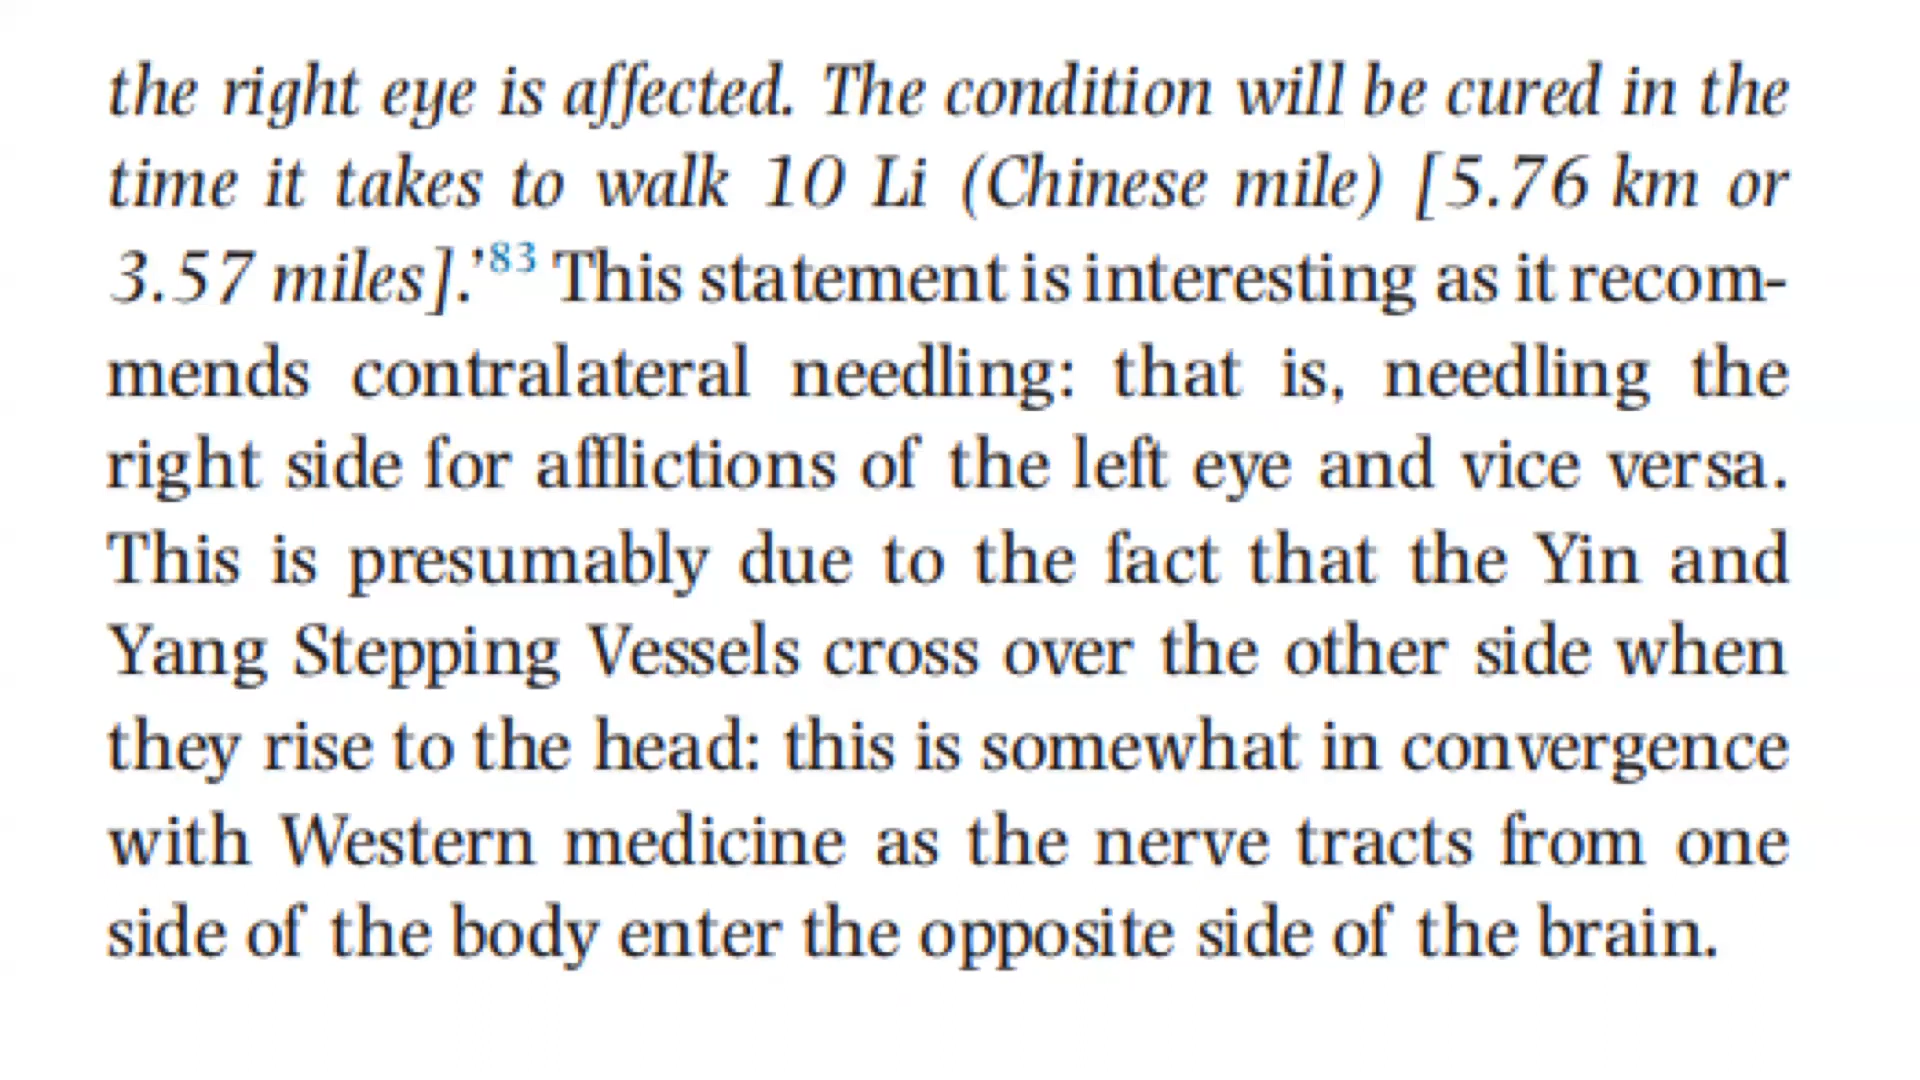 the right eye is affected. The condition will be cured in the
time it takes to walk 10 Li (Chinese mile) [5.76 km or
3.57 miles].’83 This statement is interesting as it recom-
mends contralateral needling: that is, needling the
right side for afflictions of the left eye and vice versa.
This is presumably due to the fact that the Yin and
Yang Stepping Vessels cross over the other side when
they rise to the head: this is somewhat in convergence
with Western medicine as the nerve tracts from one
side of the body enter the opposite side of the brain.